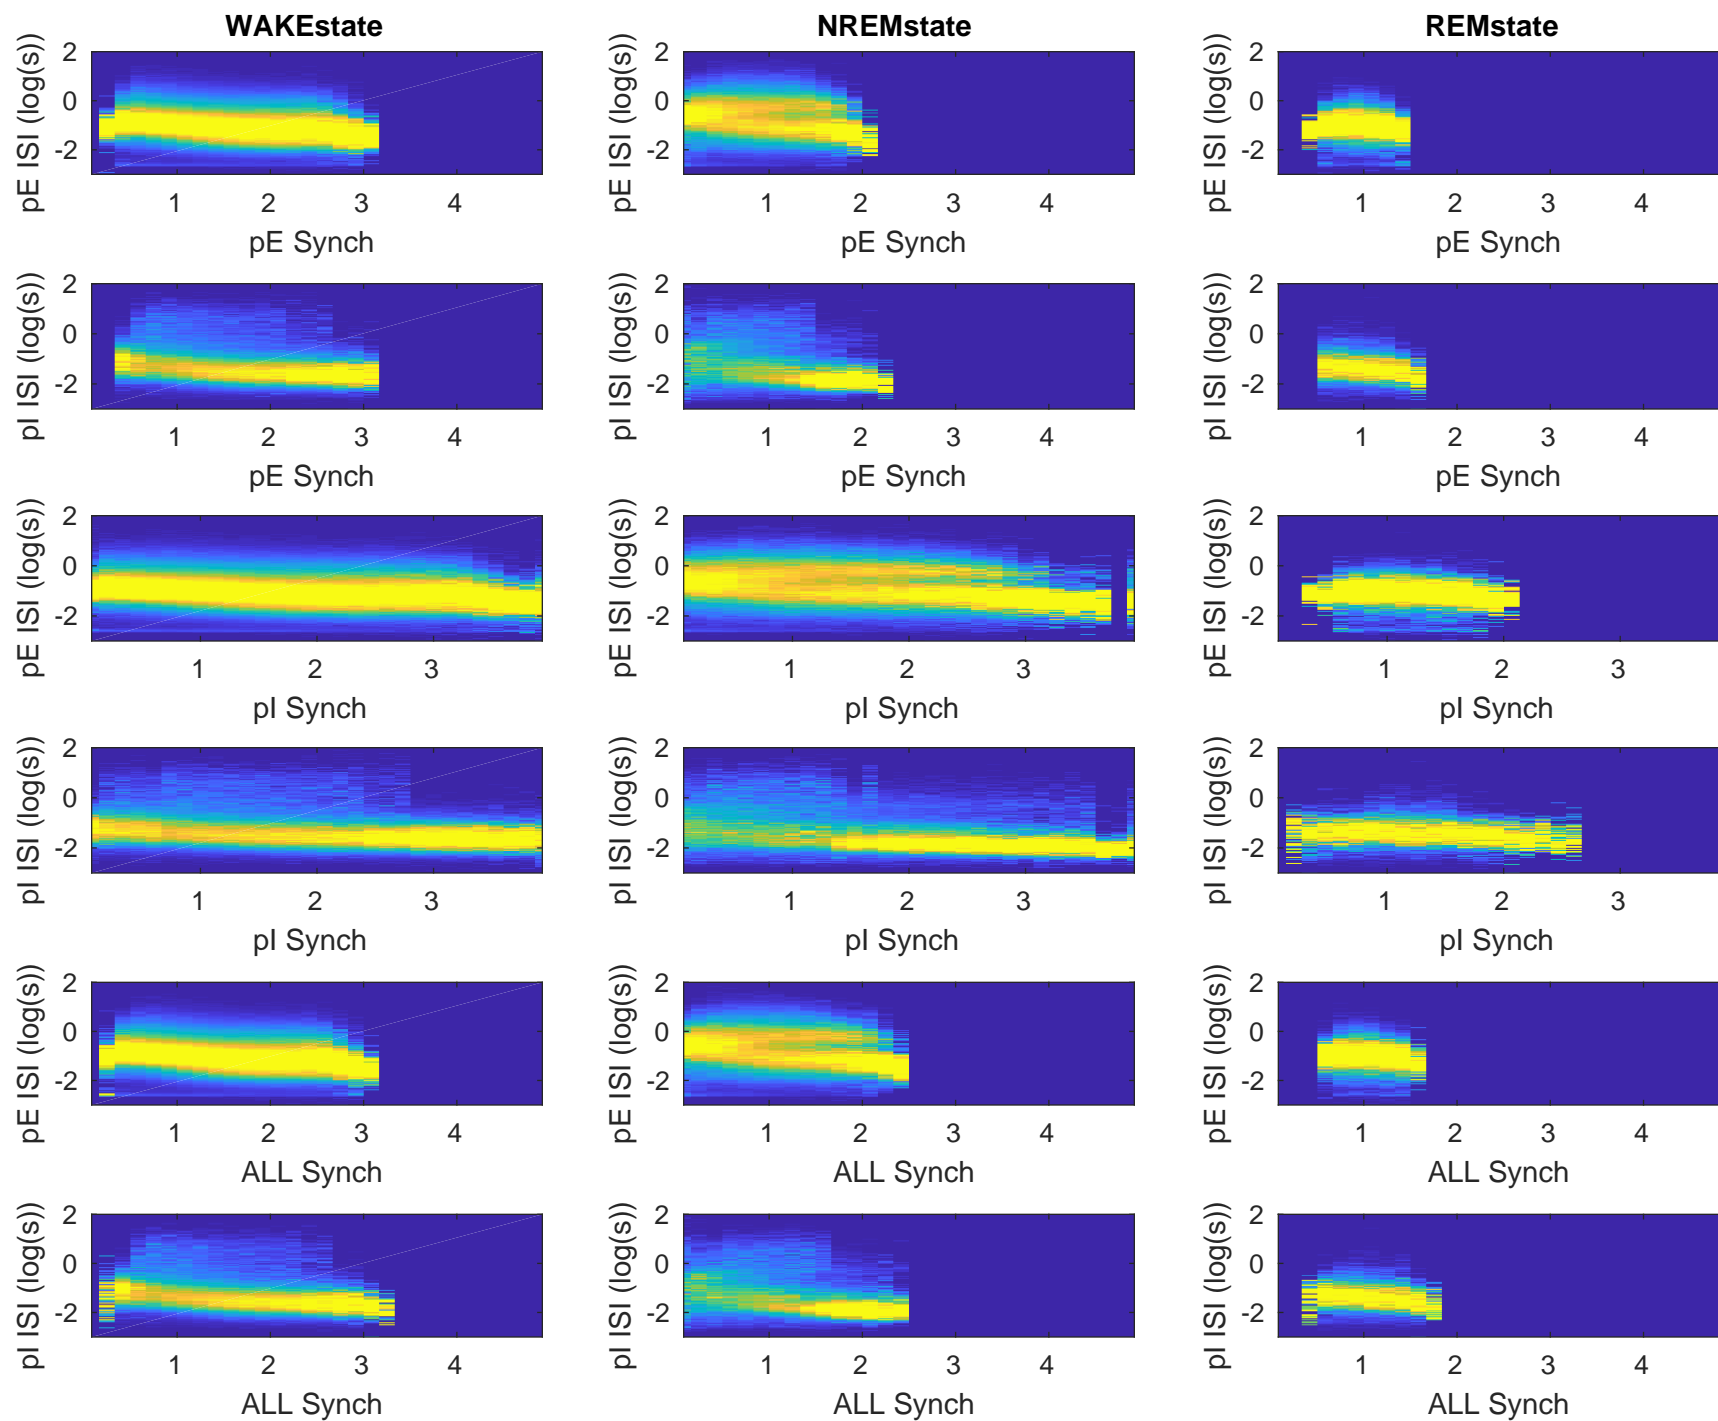 WAKEstate NREMstate REMstate
2 2 2
pE ISI (log(s)) 0 pE ISI (log(s)) 0 pE ISI (log(s)) 0
-2 -2 -2
1 2 3 4 1 2 3 4 1 2 3 4
pE Synch pE Synch pE Synch
2 2 2
pI ISI (log(s)) 0 pI ISI (log(s)) 0 pI ISI (log(s)) 0
-2 -2 -2
1 2 3 4 1 2 3 4 1 2 3 4
pE Synch pE Synch pE Synch
2 2 2
pE ISI (log(s)) 0 pE ISI (log(s)) 0 pE ISI (log(s)) 0
-2 -2 -2
1 2 3 1 2 3 1 2 3
pI Synch pI Synch pI Synch
2 2 2
pI ISI (log(s)) 0 pI ISI (log(s)) 0 pI ISI (log(s)) 0
-2 -2 -2
1 2 3 1 2 3 1 2 3
pI Synch pI Synch pI Synch
2 2 2
pE ISI (log(s)) 0 pE ISI (log(s)) 0 pE ISI (log(s)) 0
-2 -2 -2
1 2 3 4 1 2 3 4 1 2 3 4
ALL Synch ALL Synch ALL Synch
2 2 2
pI ISI (log(s)) 0 pI ISI (log(s)) 0 pI ISI (log(s)) 0
-2 -2 -2
1 2 3 4 1 2 3 4 1 2 3 4
ALL Synch ALL Synch ALL Synch